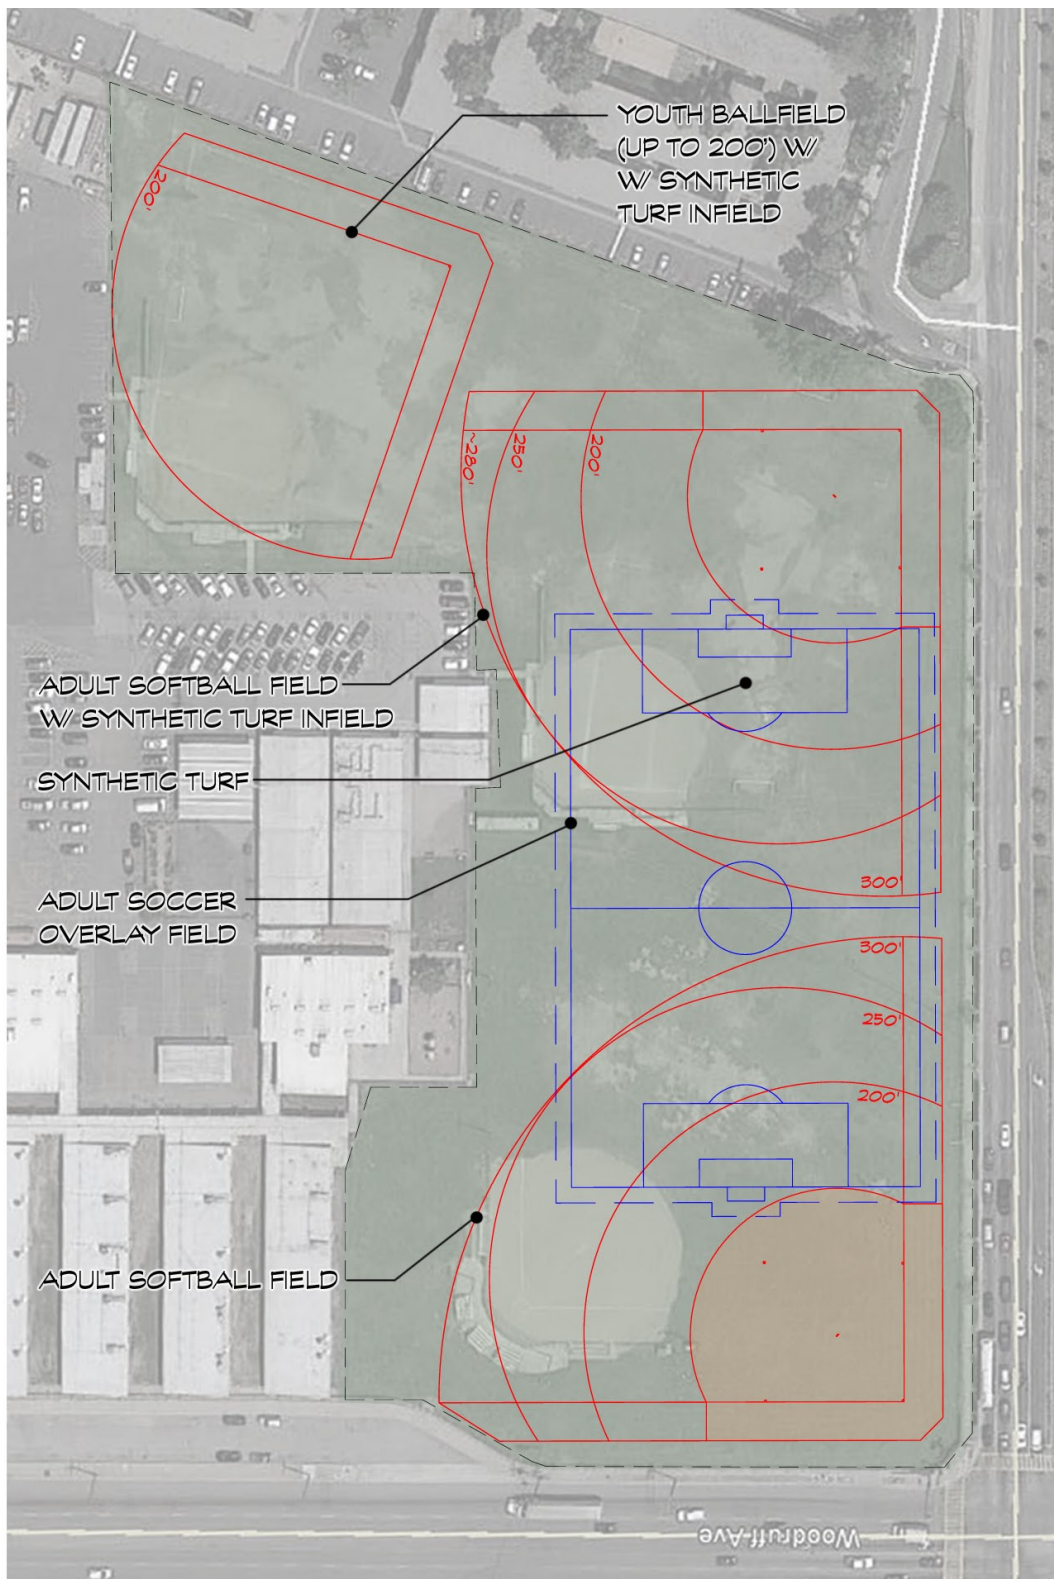 YOUTH BALLFIELD
(UP TO 200') W/
W/ SYNTHETIC
TURF INFIELD
200'
~280'
250'
200'
ADULT SOFTBALL FIELD
W/ SYNTHETIC TURF INFIELD
SYNTHETIC TURF
ADULT SOCCER
OVERLAY FIELD
300'
300'
250'
200'
ADULT SOFTBALL FIELD
Woodruff Ave